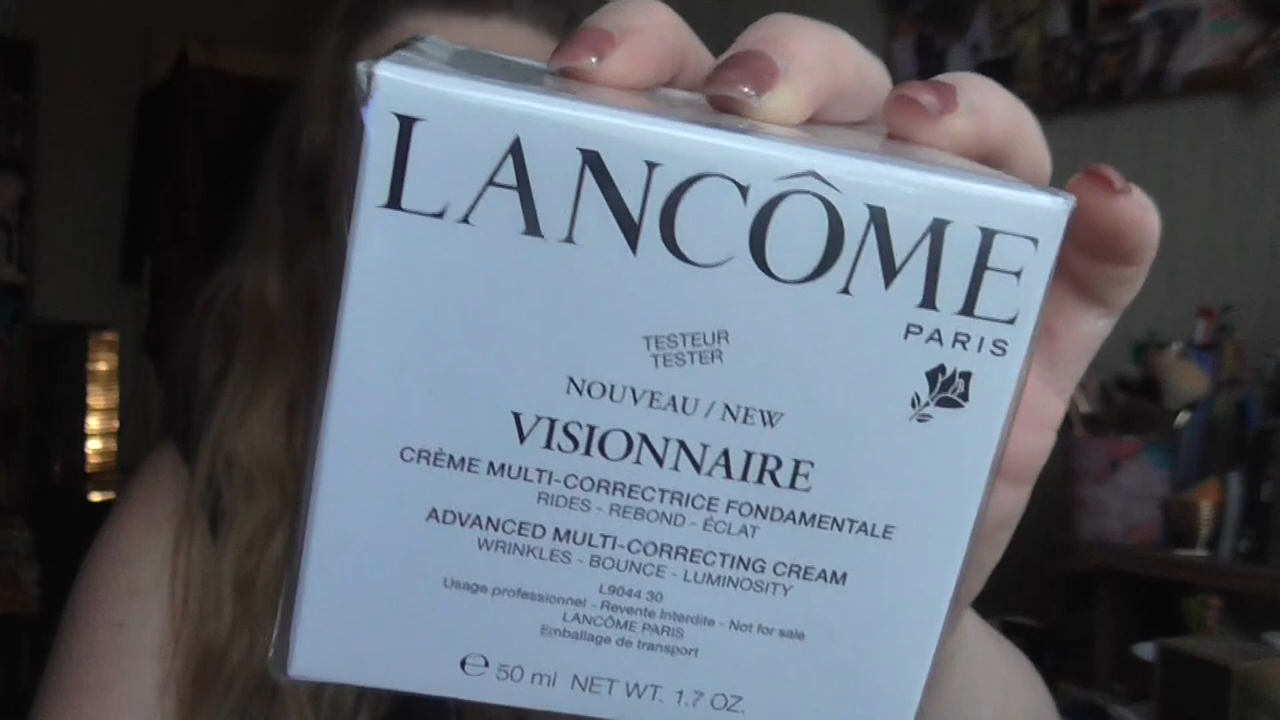 LANCÔME
PARIS
TESTEUR
TESTER
NOUVEAU / NEW
VISIONNAIRE
CRÈME MULTI-CORRECTRICE FONDAMENTALE
RIDES - REBOND - ÉCLAT
ADVANCED MULTI-CORRECTING CREAM
WRINKLES - BOUNCE - LUMINOSITY
L9044 30
Usage professionnel - Revente Interdite - Not for sale
LANCÔME PARIS
Emballage de transport
℮ 50 ml NET WT. 1.7 OZ.